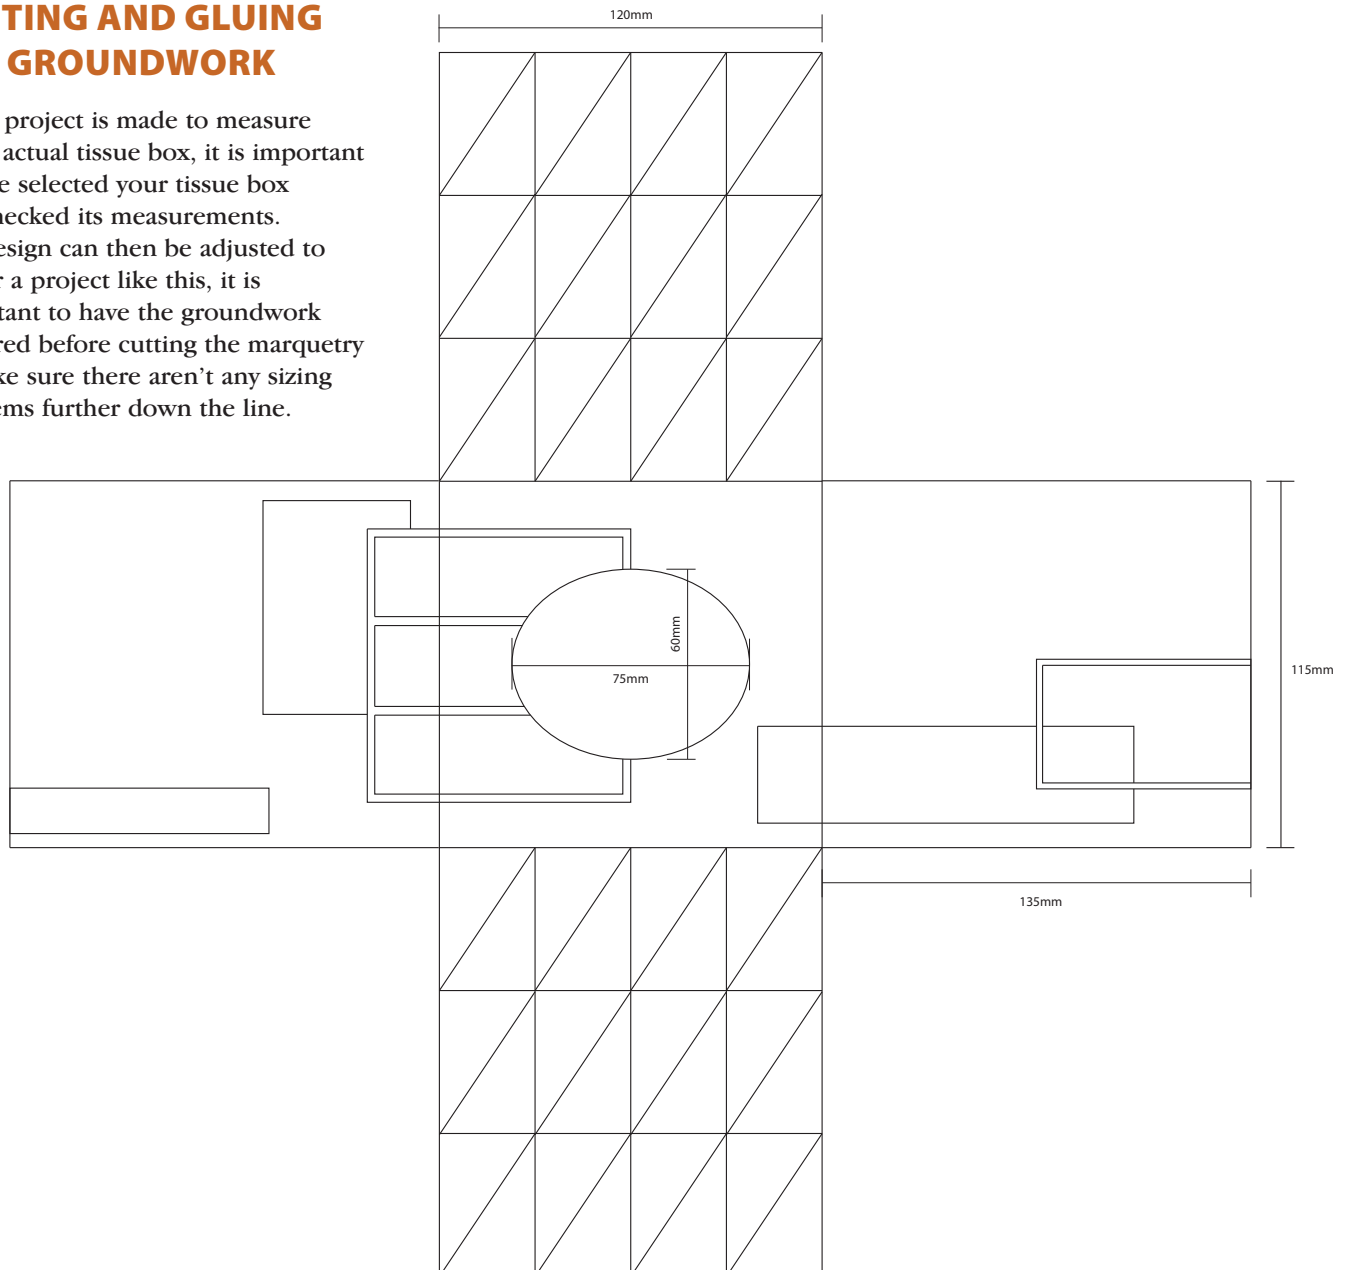 TING AND GLUING
GROUNDWORK
project is made to measure
actual tissue box, it is important
e selected your tissue box
hecked its measurements.
esign can then be adjusted to
r a project like this, it is
tant to have the groundwork
red before cutting the marquetry
ke sure there aren’t any sizing
ems further down the line.
120mm
60mm
75mm
115mm
135mm